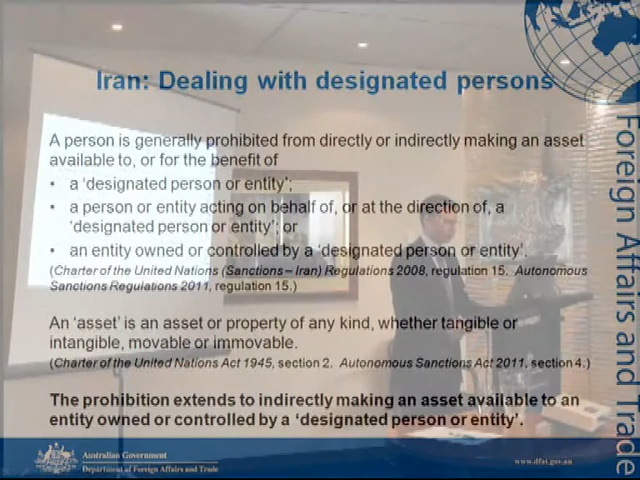 Iran: Dealing with designated persons
A person is generally prohibited from directly or indirectly making an asset
available to, or for the benefit of
• a ‘designated person or entity’;
• a person or entity acting on behalf of, or at the direction of, a
‘designated person or entity’; or
• an entity owned or controlled by a ‘designated person or entity’.
(Charter of the United Nations (Sanctions – Iran) Regulations 2008, regulation 15. Autonomous
Sanctions Regulations 2011, regulation 15.)
An ‘asset’ is an asset or property of any kind, whether tangible or
intangible, movable or immovable.
(Charter of the United Nations Act 1945, section 2. Autonomous Sanctions Act 2011, section 4.)
The prohibition extends to indirectly making an asset available to an
entity owned or controlled by a ‘designated person or entity’.
Foreign Affairs and Trade
Australian Government
Department of Foreign Affairs and Trade
www.dfat.gov.au